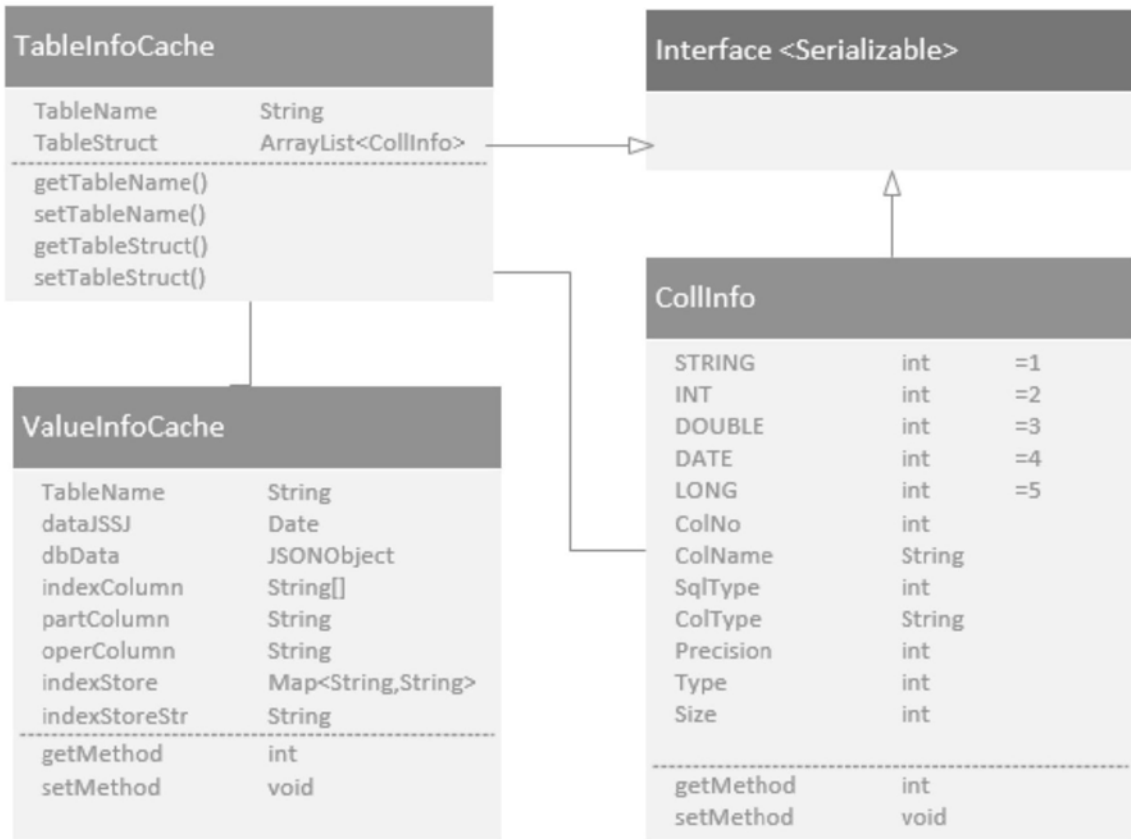 TableInfoCache
TableName String
TableStruct ArrayList<CollInfo>
getTableName()
setTableName()
getTableStruct()
setTableStruct()
Interface <Serializable>
ValueInfoCache
TableName String
dataJSSJ Date
dbData JSONObject
indexColumn String[]
partColumn String
operColumn String
indexStore Map<String,String>
indexStoreStr String
getMethod int
setMethod void
CollInfo
STRING int =1
INT int =2
DOUBLE int =3
DATE int =4
LONG int =5
ColNo int
ColName String
SqlType int
ColType String
Precision int
Type int
Size int
getMethod int
setMethod void